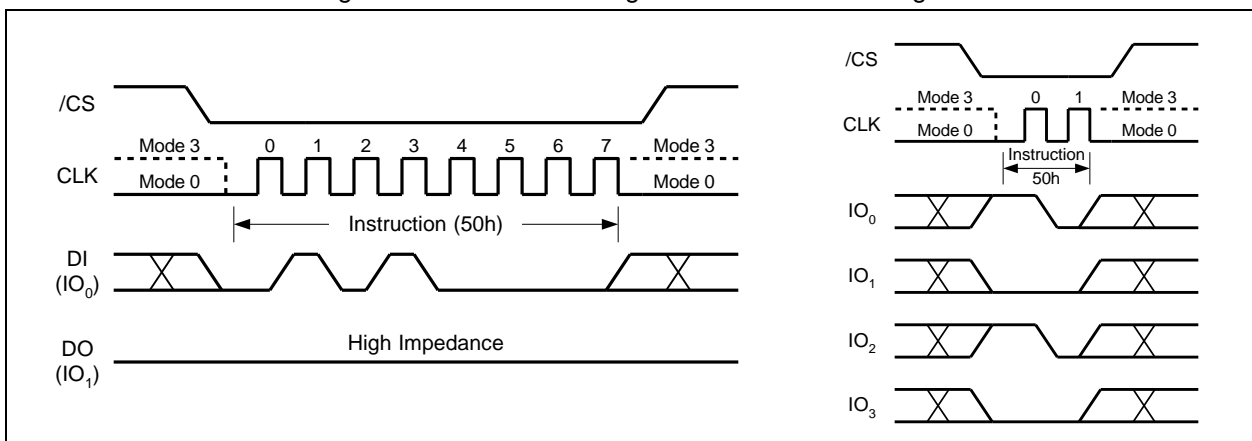 /CS
Mode 3 0 1 2 3 4 5 6 7 Mode 3
CLK
Mode 0 Mode 0
Instruction (50h)
DI
(IO0)
High Impedance
DO
(IO1)
/CS
Mode 3 0 1 Mode 3
CLK
Mode 0 Mode 0
Instruction
50h
IO0
IO1
IO2
IO3